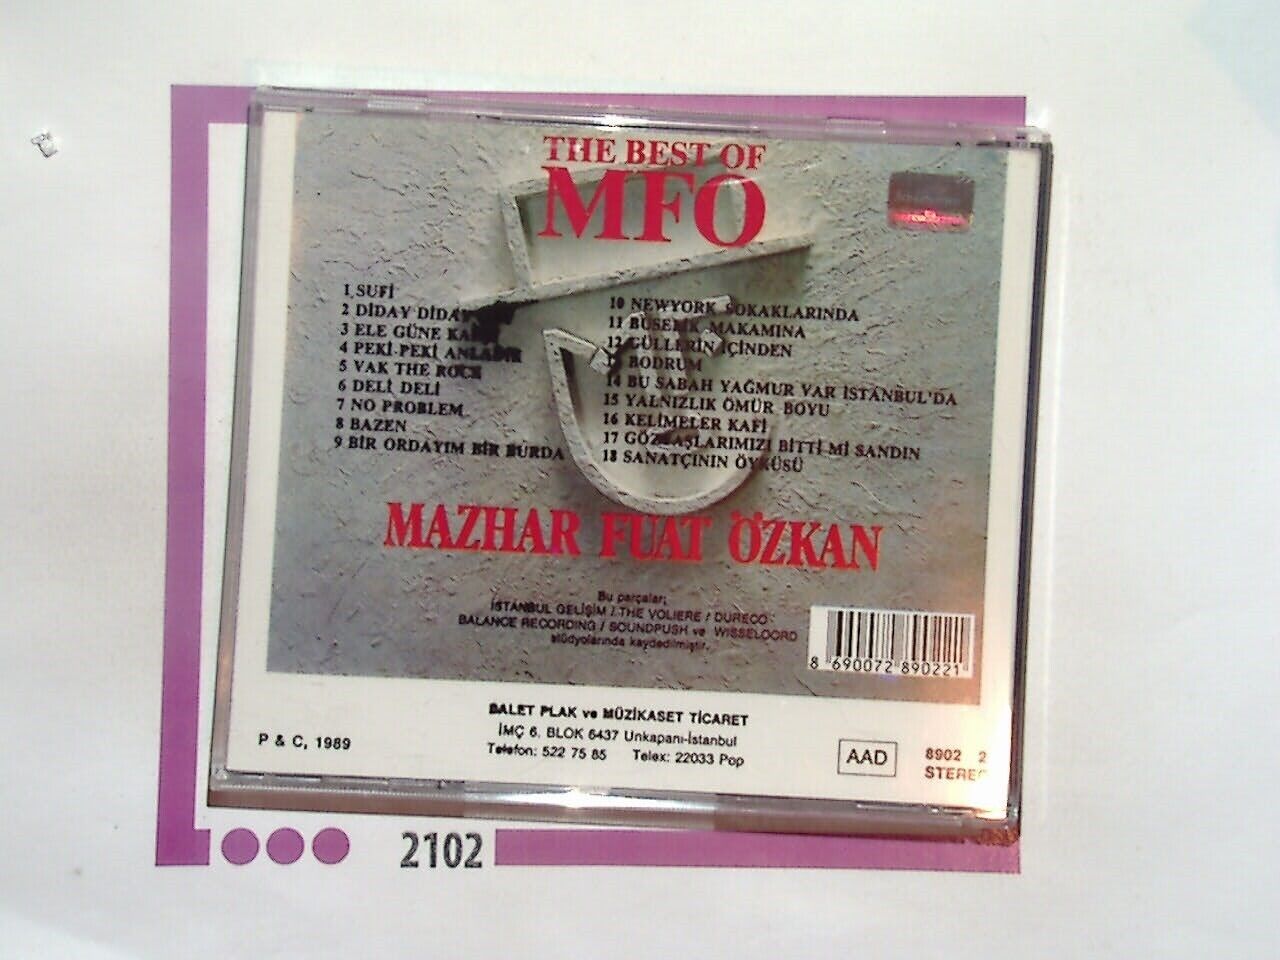 THE BEST OF
MFÖ
1 SUFİ
2 DİDAY DİDAY
3 ELE GÜNE KARŞI
4 PEKİ PEKİ ANLADIK
5 VAK THE ROCK
6 DELİ DELİ
7 NO PROBLEM
8 BAZEN
9 BİR ORDAYIM BİR BURDA
10 NEWYORK SOKAKLARINDA
11 BUSELİK MAKAMINA
12 GÜLLERİN İÇİNDEN
13 BODRUM
14 BU SABAH YAĞMUR VAR İSTANBUL'DA
15 YALNIZLIK ÖMÜR BOYU
16 KELİMELER KAFİ
17 GÖZYAŞLARIMIZI BİTTİ Mİ SANDIN
18 SANATÇININ ÖYKÜSÜ
MAZHAR FUAT ÖZKAN
Bu parçalar;
İSTANBUL GELİŞİM / THE VOLIERE / DURECO
BALANCE RECORDING / SOUNDPUSH ve WISSELOORD
stüdyolarında kaydedilmiştir.
8 690072 890221
BALET PLAK ve MÜZİKASET TİCARET
İMÇ 6. BLOK 6437 Unkapanı-İstanbul
Telefon: 522 75 85 Telex: 22033 Pop
P & C, 1989
AAD
8902 2
STEREO
2102